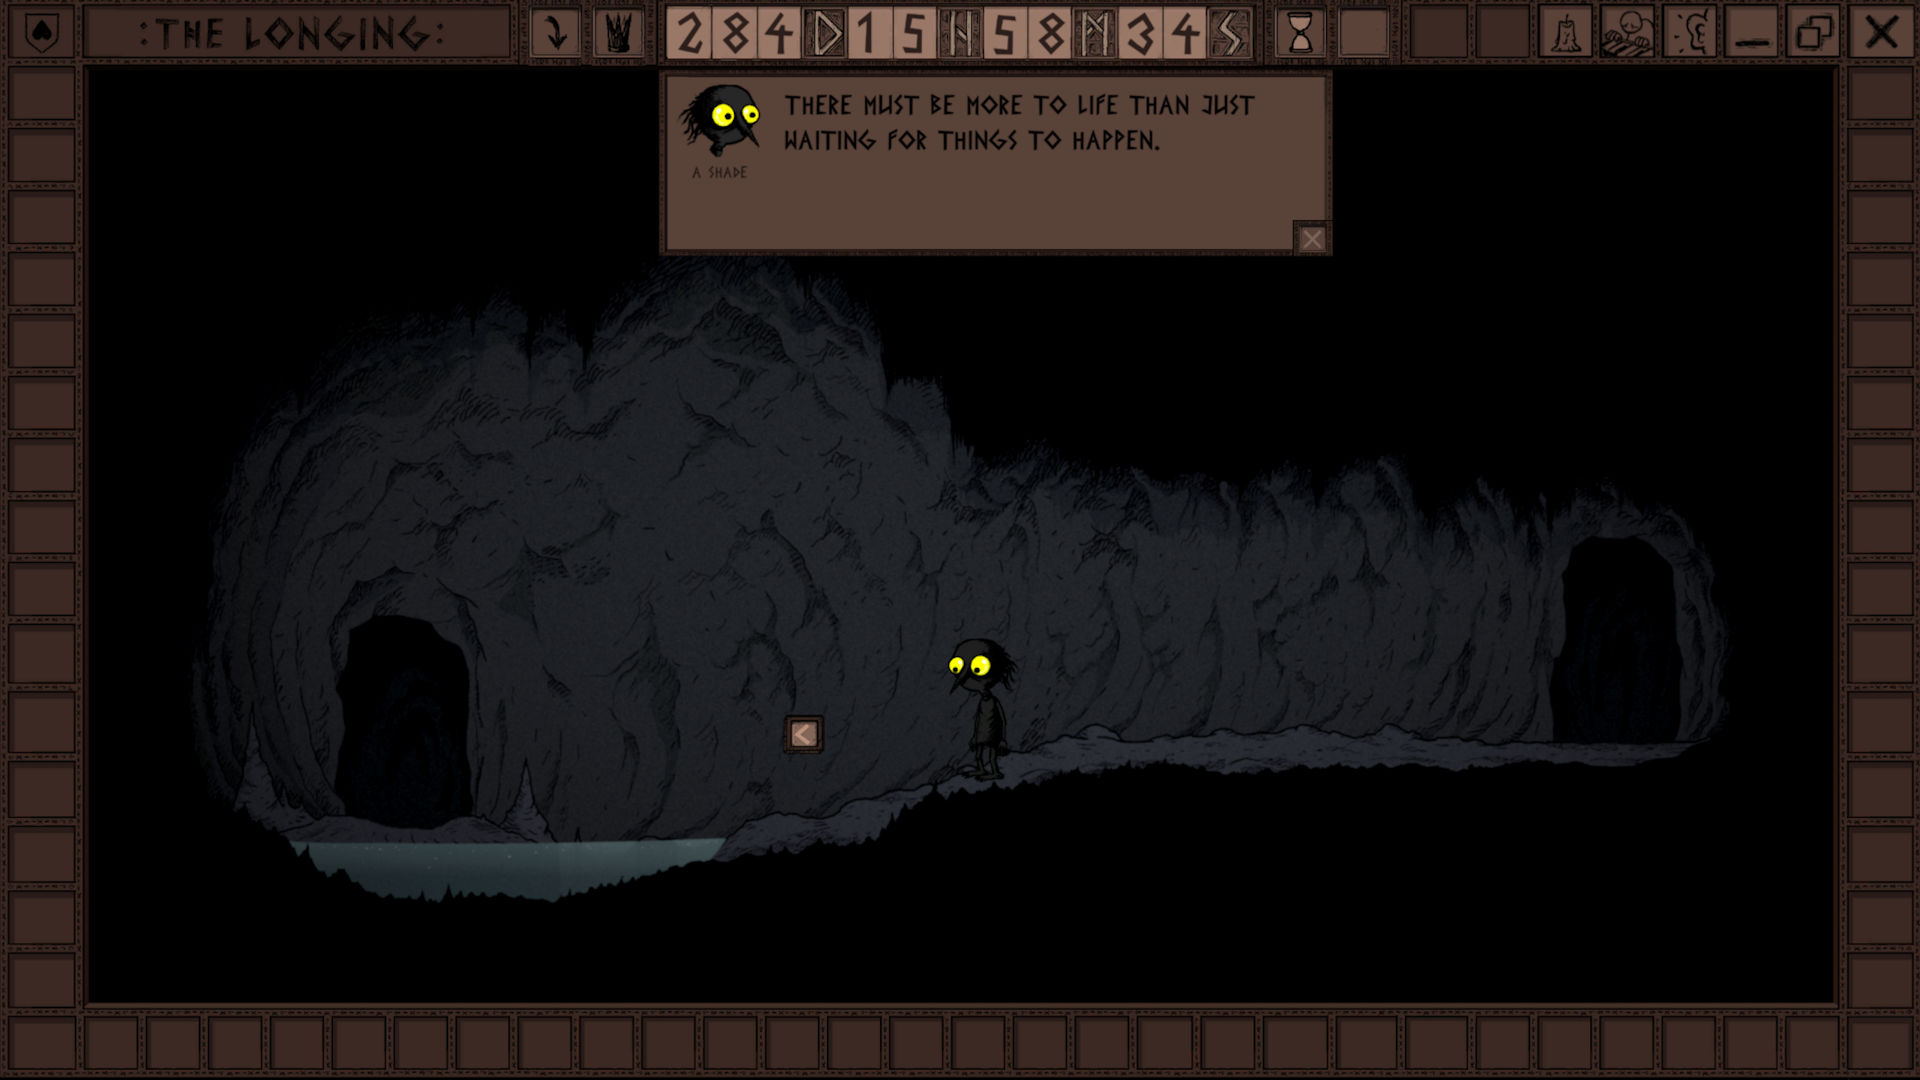 :THE LONGING:
284D15H58M34S
THERE MUST BE MORE TO LIFE THAN JUST
WAITING FOR THINGS TO HAPPEN.
A SHADE